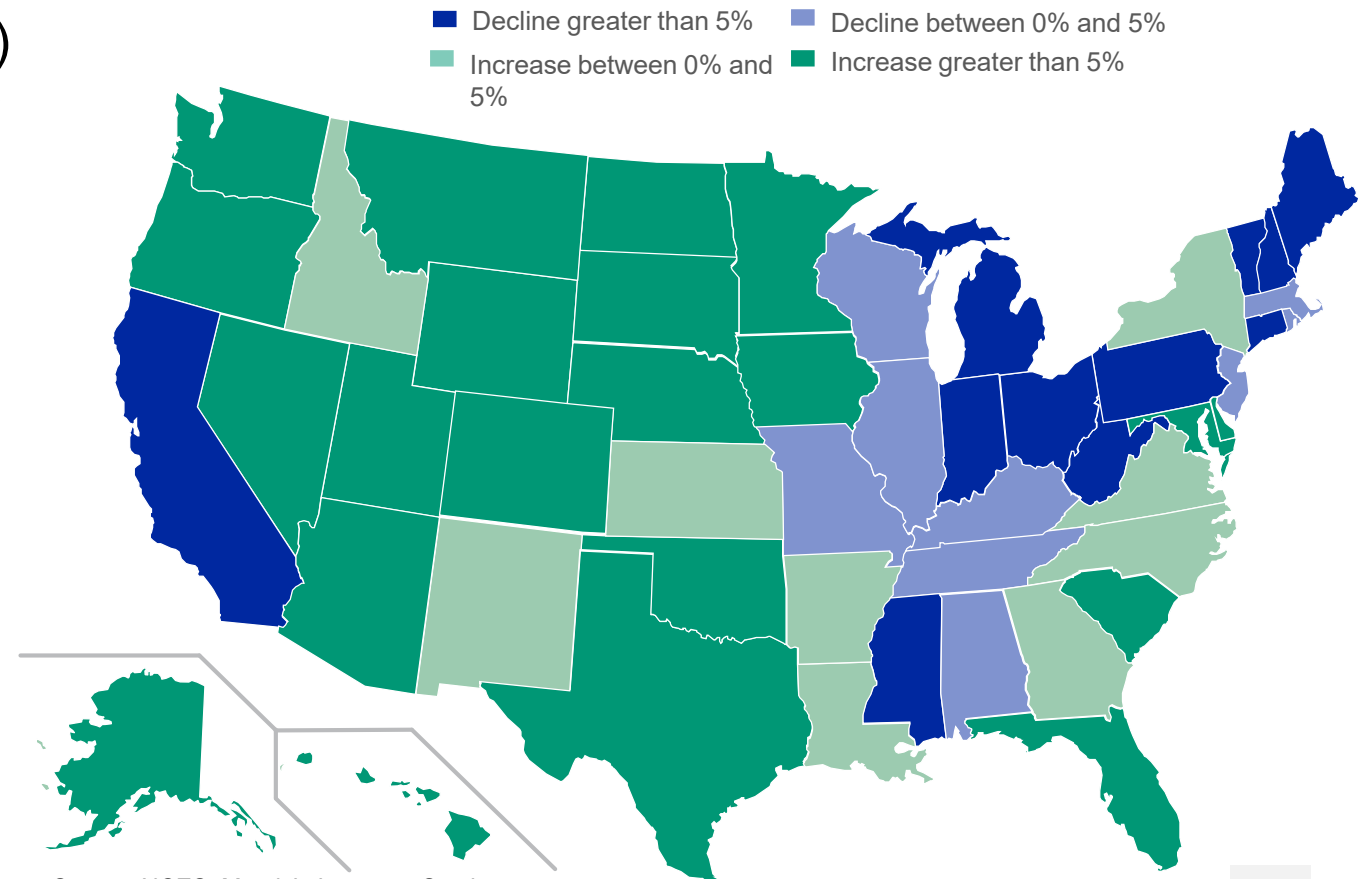 )
Decline greater than 5%
Decline between 0% and 5%
Increase between 0% and
5%
Increase greater than 5%